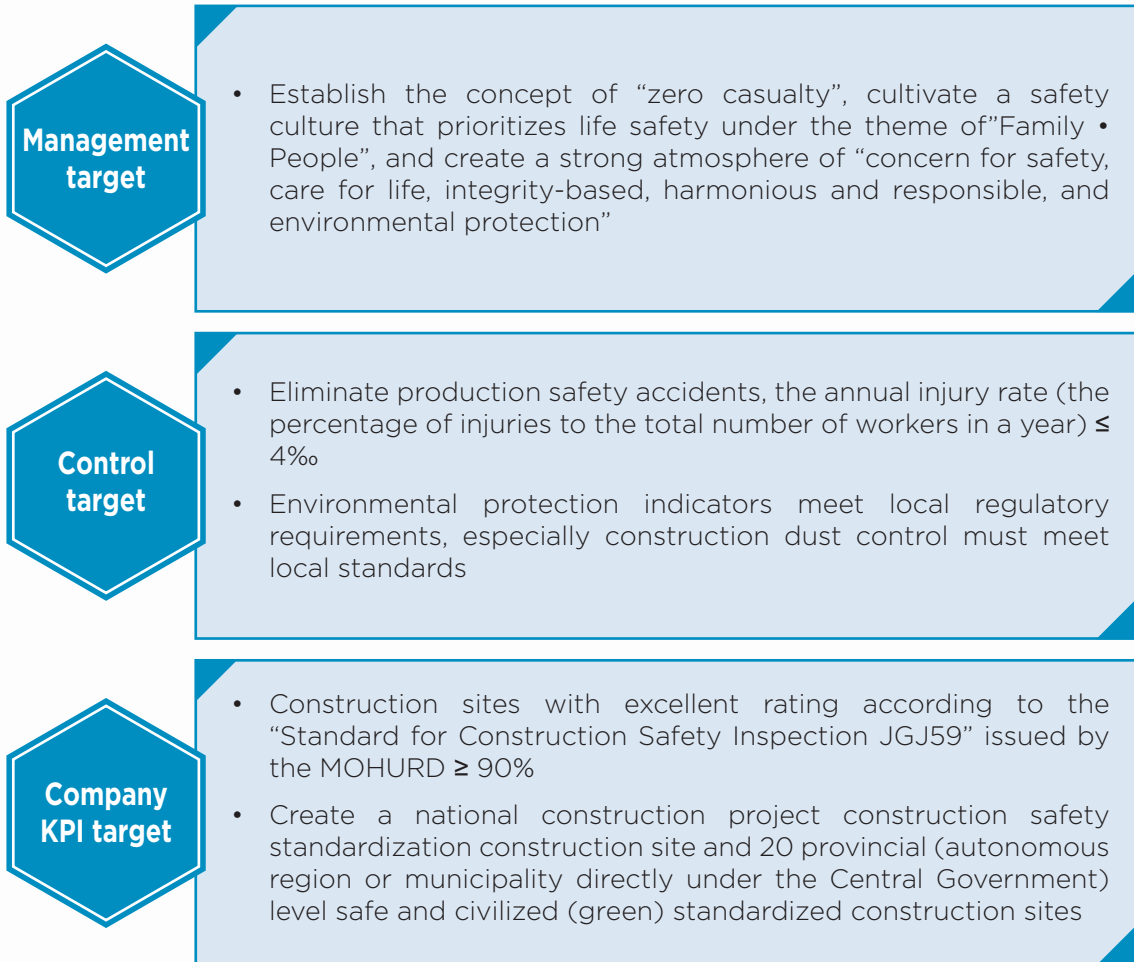 Management
target
• Establish the concept of “zero casualty”, cultivate a safety
culture that prioritizes life safety under the theme of”Family •
People”, and create a strong atmosphere of “concern for safety,
care for life, integrity-based, harmonious and responsible, and
environmental protection”
Control
target
• Eliminate production safety accidents, the annual injury rate (the
percentage of injuries to the total number of workers in a year) ≤
4‰
• Environmental protection indicators meet local regulatory
requirements, especially construction dust control must meet
local standards
Company
KPI target
• Construction sites with excellent rating according to the
“Standard for Construction Safety Inspection JGJ59” issued by
the MOHURD ≥ 90%
• Create a national construction project construction safety
standardization construction site and 20 provincial (autonomous
region or municipality directly under the Central Government)
level safe and civilized (green) standardized construction sites